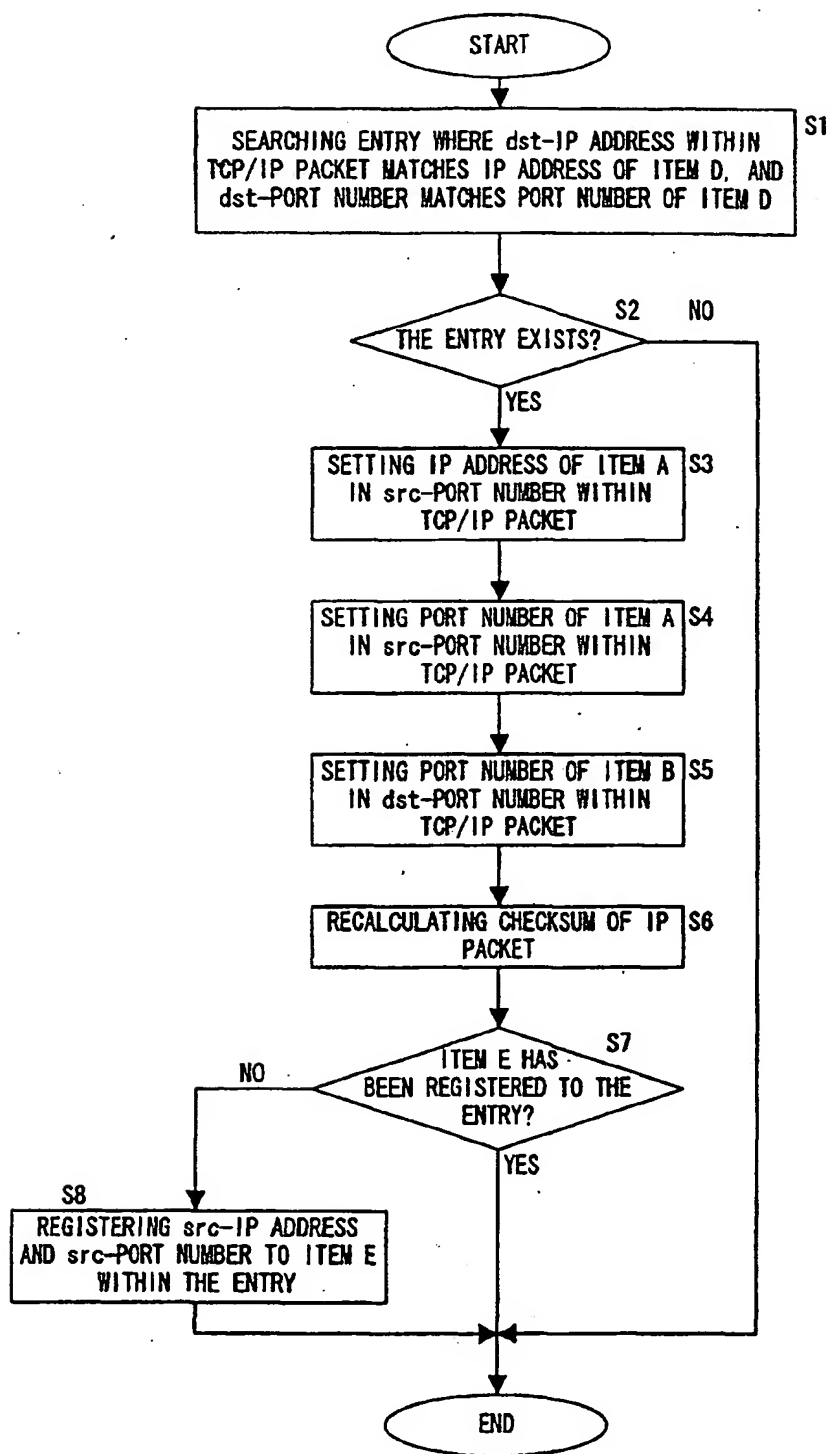 START
S1
SEARCHING ENTRY WHERE dst-IP ADDRESS WITHIN
TCP/IP PACKET MATCHES IP ADDRESS OF ITEM D, AND
dst-PORT NUMBER MATCHES PORT NUMBER OF ITEM D
S2
NO
THE ENTRY EXISTS?
YES
SETTING IP ADDRESS OF ITEM A
IN src-PORT NUMBER WITHIN
TCP/IP PACKET
S3
SETTING PORT NUMBER OF ITEM A
IN src-PORT NUMBER WITHIN
TCP/IP PACKET
S4
SETTING PORT NUMBER OF ITEM B
IN dst-PORT NUMBER WITHIN
TCP/IP PACKET
S5
RECALCULATING CHECKSUM OF IP
PACKET
S6
S7
NO
ITEM E HAS
BEEN REGISTERED TO THE
ENTRY?
YES
S8
REGISTERING src-IP ADDRESS
AND src-PORT NUMBER TO ITEM E
WITHIN THE ENTRY
END